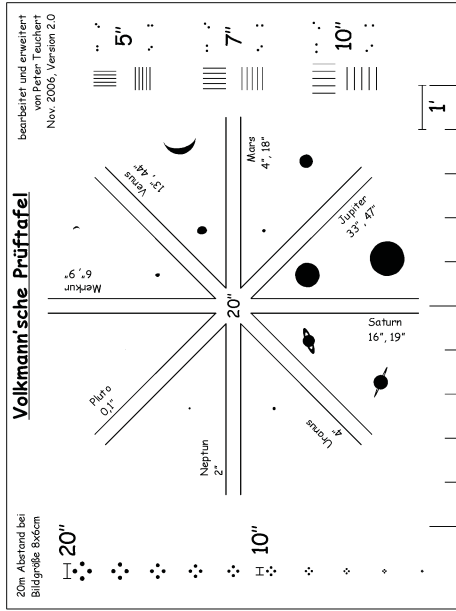 Volkmann'sche Prüftafel
bearbeitet und erweitert
von Peter Teuchert
Nov. 2006, Version 2.0
20m Abstand bei
Bildgröße 8x6cm
5"
7"
10"
1'
20"
10"
20"
Pluto
0,1"
Merkur
6", 9"
Venus
13", 44"
Mars
4", 18"
Jupiter
33", 47"
Saturn
16", 19"
Uranus
4"
Neptun
2"